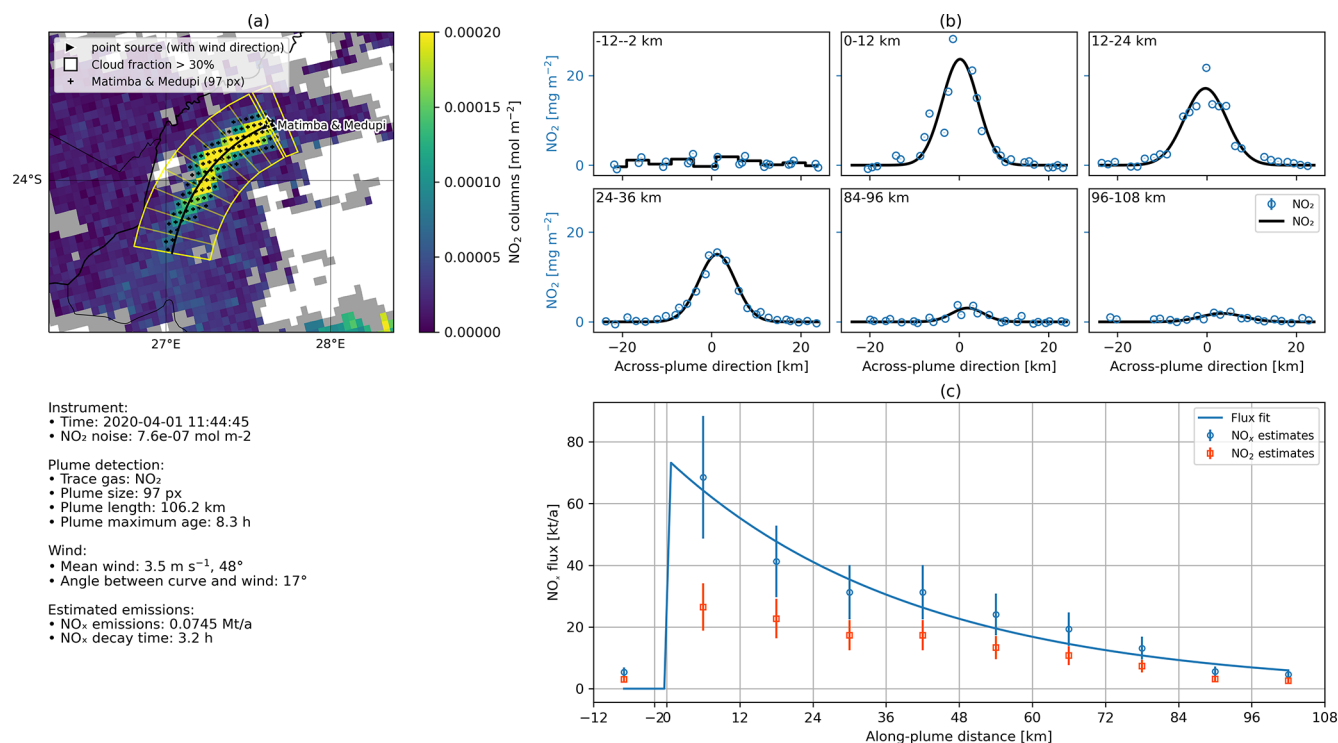 (a)
point source (with wind direction)
Cloud fraction > 30%
Matimba & Medupi (97 px)
Matimba & Medupi
24°S
27°E
28°E
0.00020
0.00015
0.00010
0.00005
0.00000
NO₂ columns [mol m⁻²]
(b)
-12--2 km
0-12 km
12-24 km
20
0
NO₂ [mg m⁻²]
24-36 km
84-96 km
96-108 km
NO₂
NO₂
20
0
NO₂ [mg m⁻²]
−20 0 20
−20 0 20
−20 0 20
Across-plume direction [km]
Across-plume direction [km]
Across-plume direction [km]
Instrument:
• Time: 2020-04-01 11:44:45
• NO₂ noise: 7.6e-07 mol m-2
Plume detection:
• Trace gas: NO₂
• Plume size: 97 px
• Plume length: 106.2 km
• Plume maximum age: 8.3 h
Wind:
• Mean wind: 3.5 m s⁻¹, 48°
• Angle between curve and wind: 17°
Estimated emissions:
• NOₓ emissions: 0.0745 Mt/a
• NOₓ decay time: 3.2 h
(c)
Flux fit
NOₓ estimates
NO₂ estimates
80
60
40
20
0
NOₓ flux [kt/a]
−12 −2 0 12 24 36 48 60 72 84 96 108
Along-plume distance [km]